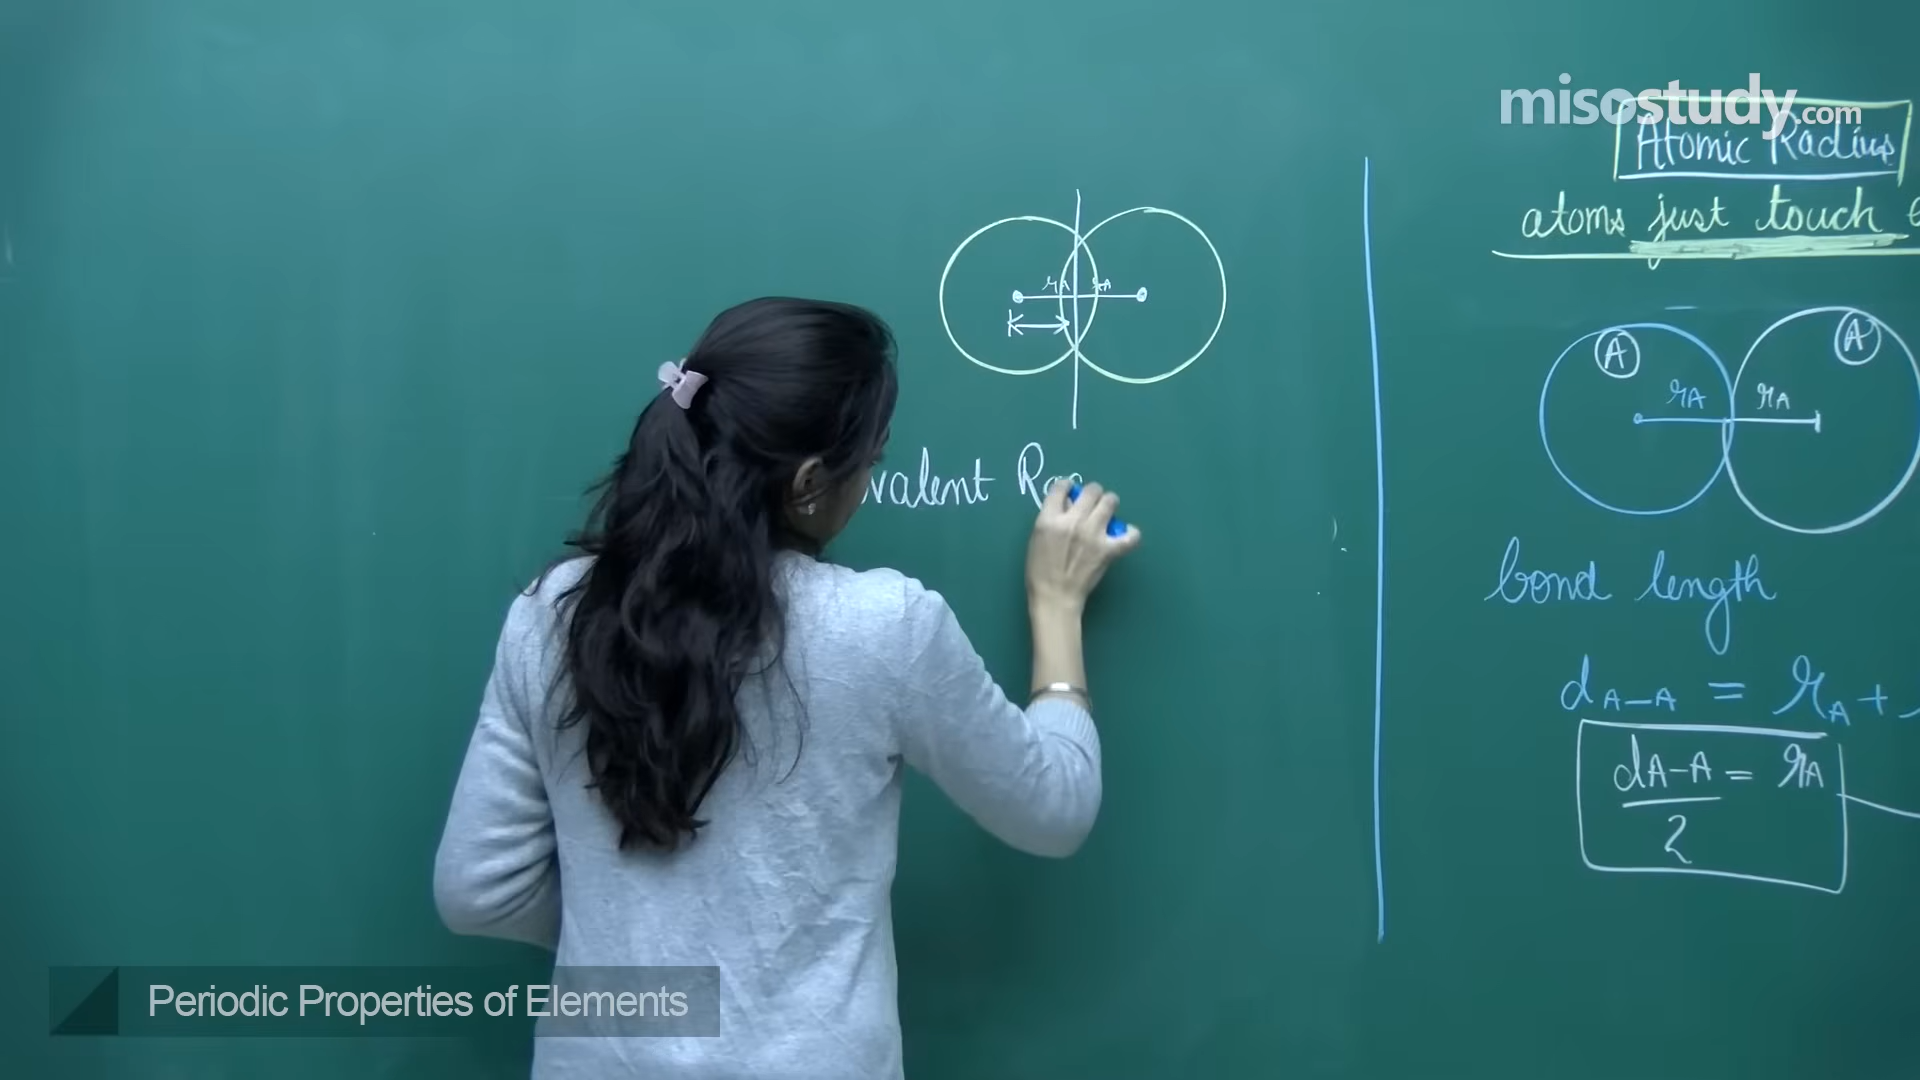 misostudy.com
Atomic Radius
atoms just touch
rA rA
A A
rA rA
valent
bond length
dA-A = rA +
dA-A = rA
2
Periodic Properties of Elements